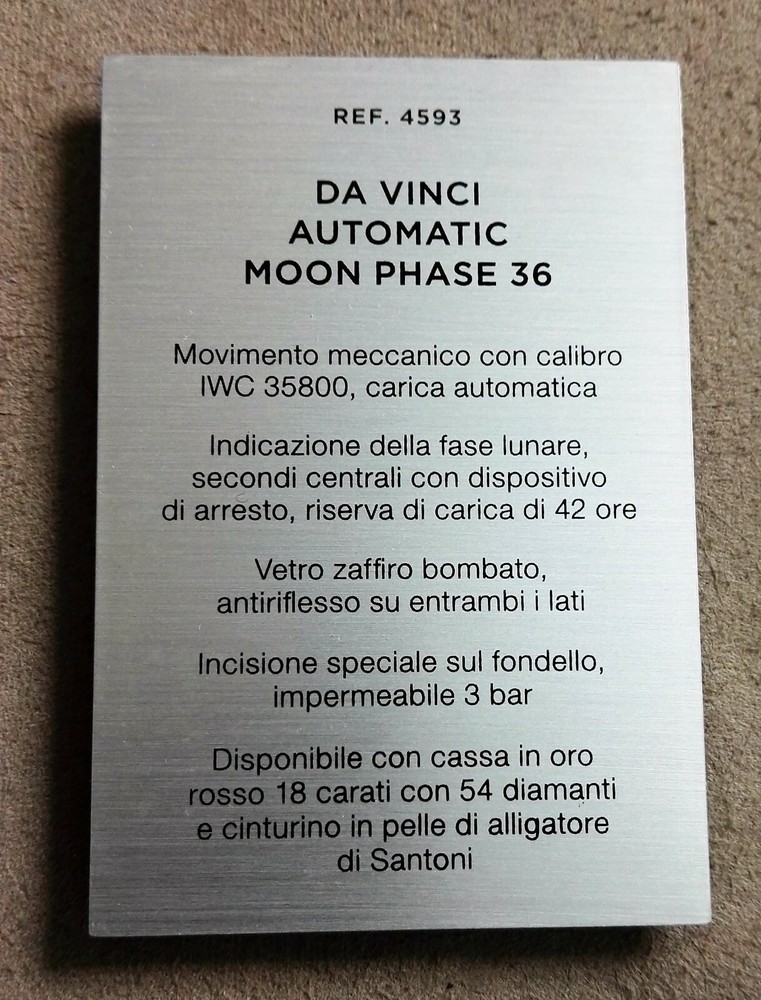 REF. 4593
DA VINCI
AUTOMATIC
MOON PHASE 36
Movimento meccanico con calibro
IWC 35800, carica automatica
Indicazione della fase lunare,
secondi centrali con dispositivo
di arresto, riserva di carica di 42 ore
Vetro zaffiro bombato,
antiriflesso su entrambi i lati
Incisione speciale sul fondello,
impermeabile 3 bar
Disponibile con cassa in oro
rosso 18 carati con 54 diamanti
e cinturino in pelle di alligatore
di Santoni